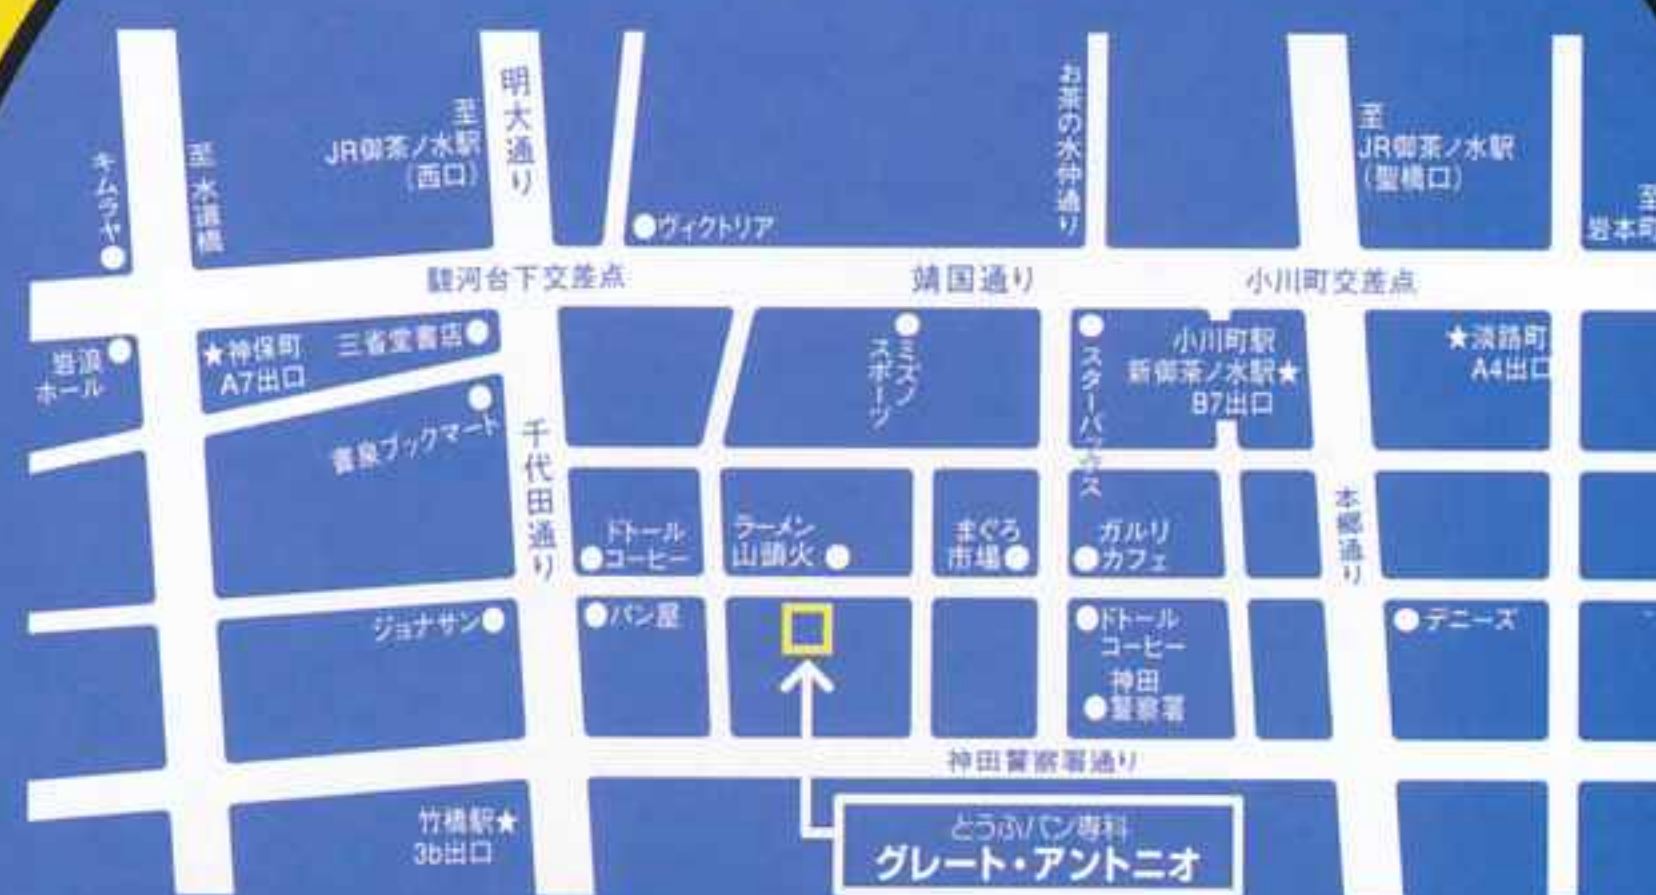 明大通り
至
JR御茶ノ水駅
(西口)
お茶の水仲通り
至
JR御茶ノ水駅
(聖橋口)
キムラヤ
至 水道橋
至
岩本町
ヴィクトリア
駿河台下交差点
靖国通り
小川町交差点
岩波
ホール
★神保町
A7出口
三省堂書店
ミズノ
スポーツ
スターバックス
小川町駅
新御茶ノ水駅★
B7出口
★淡路町
A4出口
書泉ブックマート
千代田通り
本郷通り
ドトール
コーヒー
ラーメン
山頭火
まぐろ
市場
ガルリ
カフェ
ジョナサン
パン屋
ドトール
コーヒー
神田
警察署
デニーズ
神田警察署通り
竹橋駅★
3b出口
とうふパン専科
グレート・アントニオ